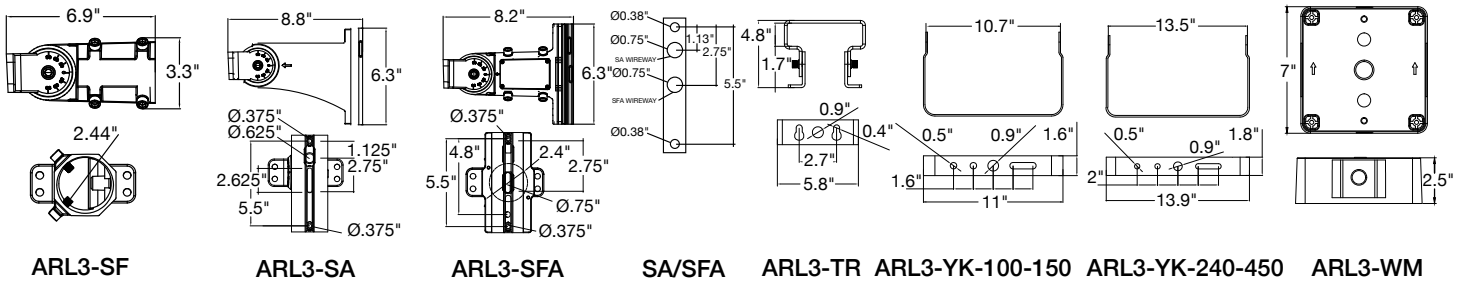 6.9"
3.3"
2.44"
ARL3-SF
8.8"
6.3"
Ø.375"
Ø.625"
1.125"
2.75"
2.625"
5.5"
Ø.375"
ARL3-SA
8.2"
6.3"
Ø.375"
4.8"
2.4"
2.75"
5.5"
Ø.75"
Ø.375"
ARL3-SFA
Ø0.38"
1.13"
Ø0.75"
2.75"
SA WIREWAY
Ø0.75"
5.5"
SFA WIREWAY
Ø0.38"
SA/SFA
4.8"
1.7"
0.9"
0.4"
2.7"
5.8"
ARL3-TR
10.7"
0.5"
0.9"
1.6"
1.6"
11"
ARL3-YK-100-150
13.5"
0.5"
0.9"
1.8"
2"
13.9"
ARL3-YK-240-450
7"
2.5"
ARL3-WM